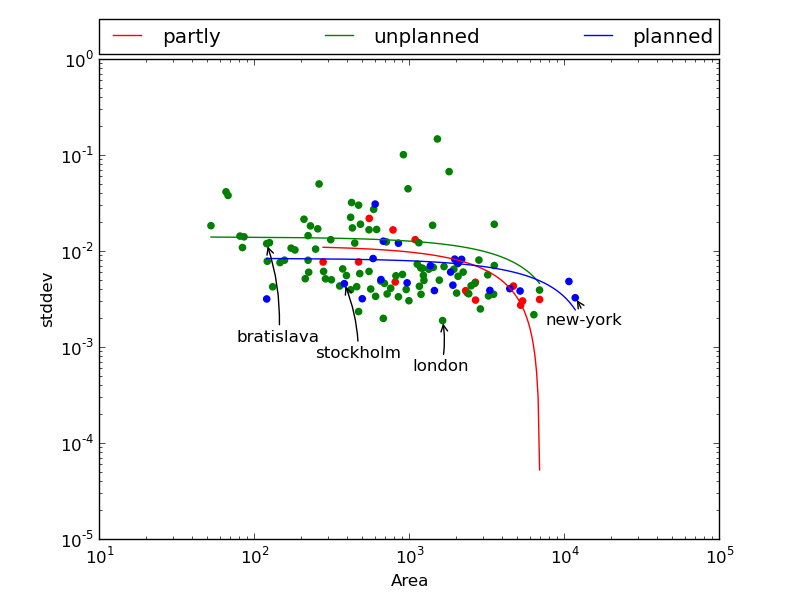 partly unplanned planned
10^0
10^-1
10^-2
10^-3
10^-4
10^-5
stddev
bratislava
stockholm
london
new-york
10^1 10^2 10^3 10^4 10^5
Area